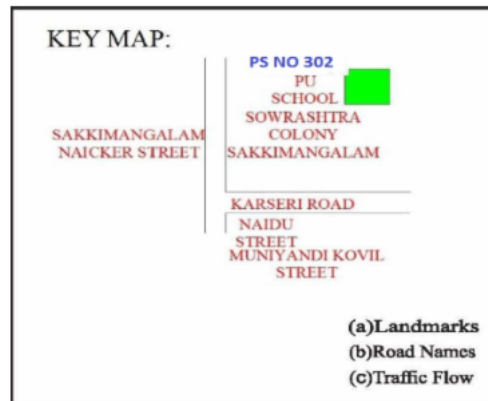 KEY MAP:
PS NO 302
PU
SCHOOL
SOWRASHTRA
COLONY
SAKKIMANGALAM
SAKKIMANGALAM
NAICKER STREET
KARSERI ROAD
NAIDU
STREET
MUNIYANDI KOVIL
STREET
(a)Landmarks
(b)Road Names
(c)Traffic Flow